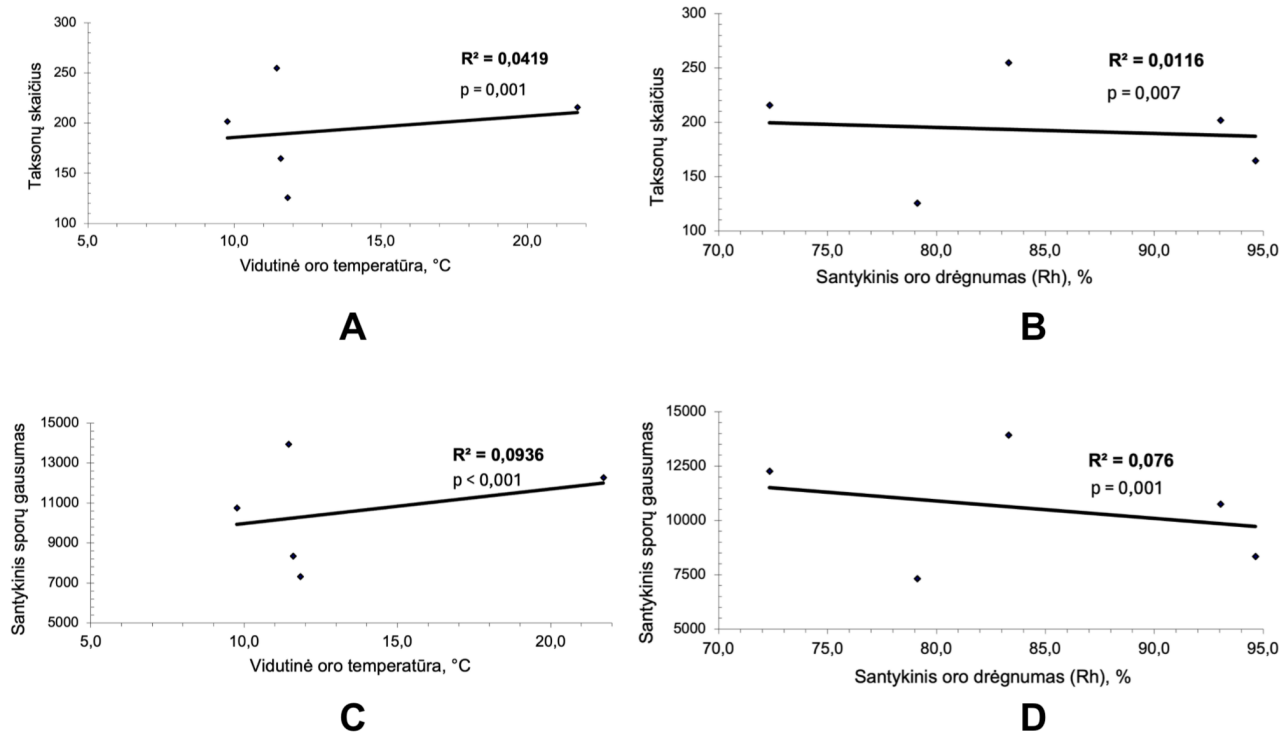 300
250
200
150
100
Taksonų skaičius
R² = 0,0419
p = 0,001
5,0 10,0 15,0 20,0
Vidutinė oro temperatūra, °C
A
300
250
200
150
100
Taksonų skaičius
R² = 0,0116
p = 0,007
70,0 75,0 80,0 85,0 90,0 95,0
Santykinis oro drėgnumas (Rh), %
B
15000
13000
11000
9000
7000
5000
Santykinis sporų gausumas
R² = 0,0936
p < 0,001
5,0 10,0 15,0 20,0
Vidutinė oro temperatūra, °C
C
15000
12500
10000
7500
5000
Santykinis sporų gausumas
R² = 0,076
p = 0,001
70,0 75,0 80,0 85,0 90,0 95,0
Santykinis oro drėgnumas (Rh), %
D